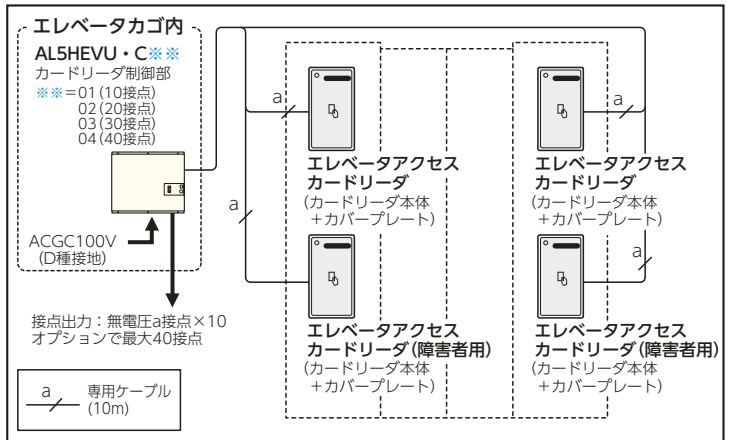 エレベータカゴ内
AL5HEVU・C※※
カードリーダ制御部
※※=01(10接点)
02(20接点)
03(30接点)
04(40接点)
ACGC100V
(D種接地)
接点出力：無電圧a接点×10
オプションで最大40接点
a
専用ケーブル
(10m)
a
エレベータアクセス
カードリーダ
(カードリーダ本体
+カバープレート)
a
エレベータアクセス
カードリーダ
(カードリーダ本体
+カバープレート)
a
エレベータアクセス
カードリーダ(障害者用)
(カードリーダ本体
+カバープレート)
a
エレベータアクセス
カードリーダ(障害者用)
(カードリーダ本体
+カバープレート)